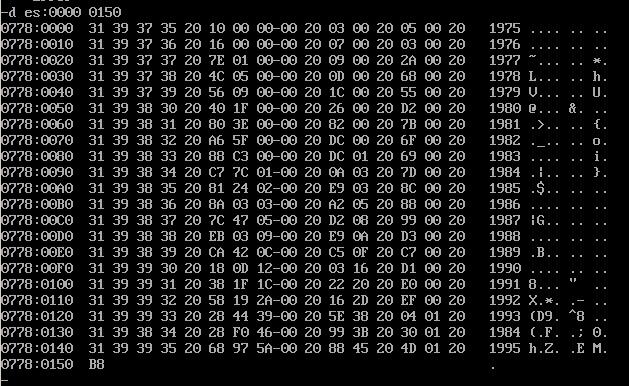 -d es:0000 0150
0778:0000 31 39 37 35 20 10 00 00-00 20 03 00 20 05 00 20 1975 .... .. ..
0778:0010 31 39 37 36 20 16 00 00-00 20 07 00 20 03 00 20 1976 .... .. ..
0778:0020 31 39 37 37 20 7E 01 00-00 20 09 00 20 2A 00 20 1977 ~... .. *.
0778:0030 31 39 37 38 20 4C 05 00-00 20 0D 00 20 68 00 20 1978 L... .. h.
0778:0040 31 39 37 39 20 56 09 00-00 20 1C 00 20 55 00 20 1979 V... .. U.
0778:0050 31 39 38 30 20 40 1F 00-00 20 26 00 20 D2 00 20 1980 @... &. ..
0778:0060 31 39 38 31 20 80 3E 00-00 20 82 00 20 7B 00 20 1981 .>.. .. {.
0778:0070 31 39 38 32 20 A6 5F 00-00 20 DC 00 20 6F 00 20 1982 ._.. .. o.
0778:0080 31 39 38 33 20 88 C3 00-00 20 DC 01 20 69 00 20 1983 .... .. i.
0778:0090 31 39 38 34 20 C7 7C 01-00 20 0A 03 20 7D 00 20 1984 .|.. .. }.
0778:00A0 31 39 38 35 20 81 24 02-00 20 E9 03 20 8C 00 20 1985 .$.. .. ..
0778:00B0 31 39 38 36 20 8A 03 03-00 20 A2 05 20 88 00 20 1986 .... .. ..
0778:00C0 31 39 38 37 20 7C 47 05-00 20 D2 08 20 99 00 20 1987 |G.. .. ..
0778:00D0 31 39 38 38 20 EB 03 09-00 20 E9 0A 20 D3 00 20 1988 .... .. ..
0778:00E0 31 39 38 39 20 CA 42 0C-00 20 C5 0F 20 C7 00 20 1989 .B.. .. ..
0778:00F0 31 39 39 30 20 18 0D 12-00 20 03 16 20 D1 00 20 1990 .... .. ..
0778:0100 31 39 39 31 20 38 1F 1C-00 20 22 20 20 E0 00 20 1991 8... "  ..
0778:0110 31 39 39 32 20 58 19 2A-00 20 16 2D 20 EF 00 20 1992 X.*. .- ..
0778:0120 31 39 39 33 20 28 44 39-00 20 5E 38 20 04 01 20 1993 (D9. ^8 ..
0778:0130 31 39 38 34 20 28 F0 46-00 20 99 3B 20 30 01 20 1984 (.F. .; 0.
0778:0140 31 39 39 35 20 68 97 5A-00 20 88 45 20 4D 01 20 1995 h.Z. .E M.
0778:0150 B8 .
-